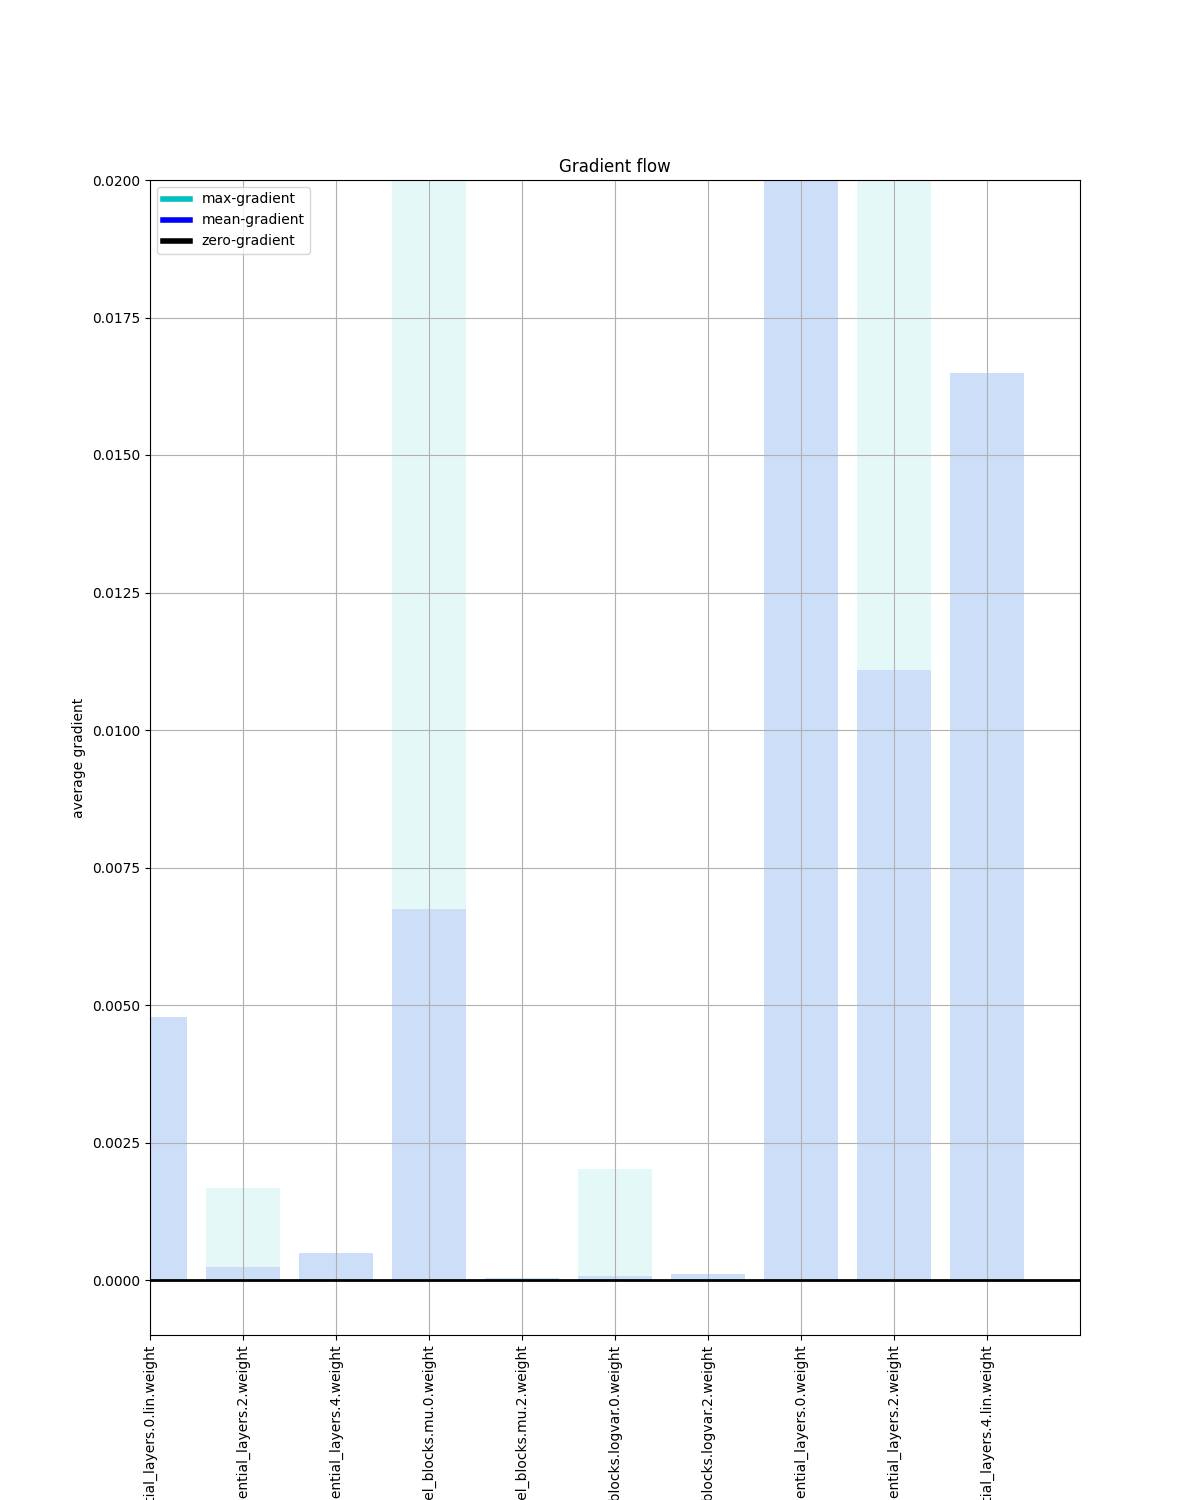 Gradient flow
max-gradient
mean-gradient
zero-gradient
0.0200
0.0175
0.0150
0.0125
0.0100
0.0075
0.0050
0.0025
0.0000
average gradient
tial_layers.0.lin.weight
ential_layers.2.weight
ential_layers.4.weight
el_blocks.mu.0.weight
el_blocks.mu.2.weight
blocks.logvar.0.weight
blocks.logvar.2.weight
ential_layers.0.weight
ential_layers.2.weight
tial_layers.4.lin.weight